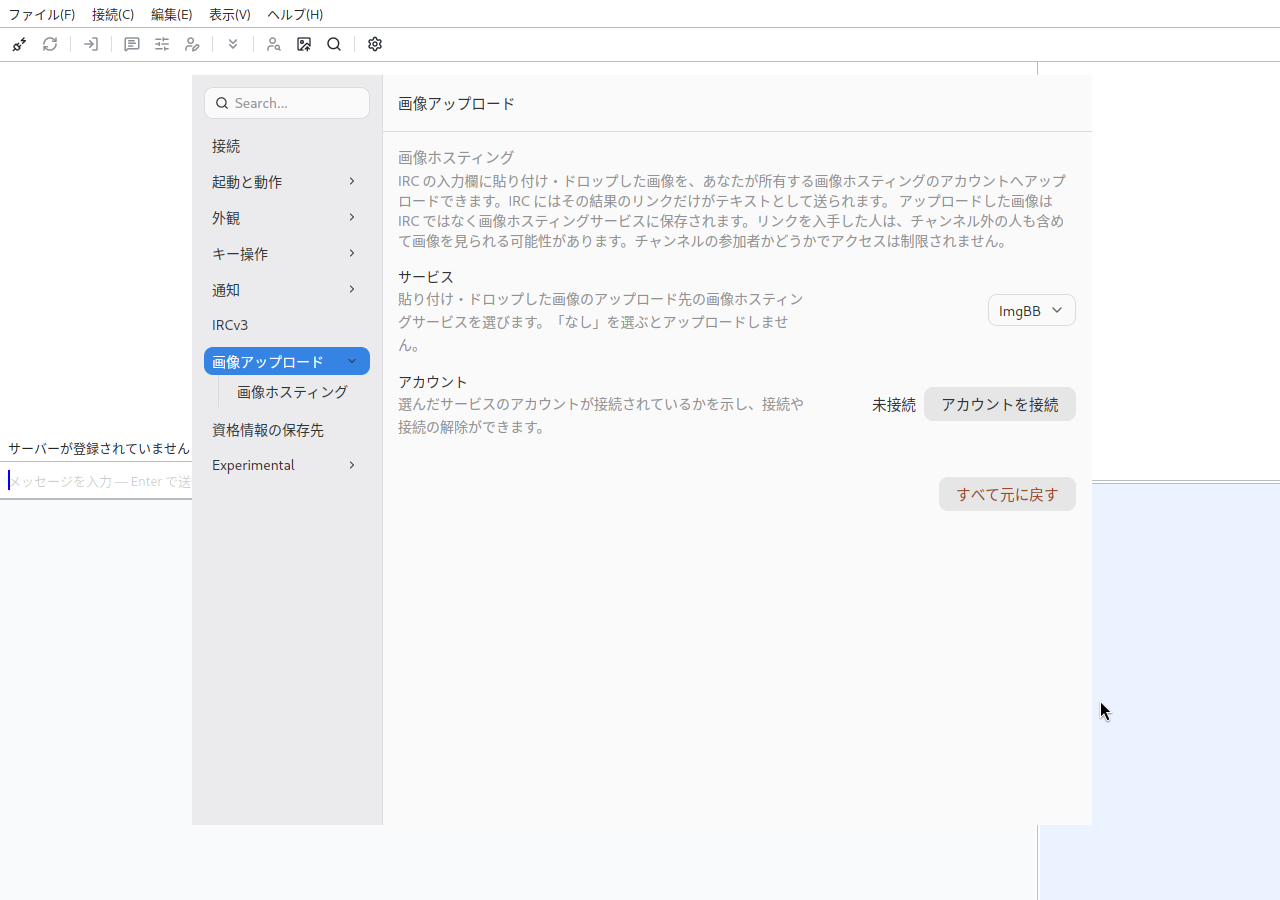 ファイル(F) 接続(C) 編集(E) 表示(V) ヘルプ(H)
Search...
接続
起動と動作
外観
キー操作
通知
IRCv3
画像アップロード
画像ホスティング
資格情報の保存先
Experimental
画像アップロード
画像ホスティング
IRC の入力欄に貼り付け・ドロップした画像を、あなたが所有する画像ホスティングのアカウントへアップ
ロードできます。IRC にはその結果のリンクだけがテキストとして送られます。 アップロードした画像は
IRC ではなく画像ホスティングサービスに保存されます。リンクを入手した人は、チャンネル外の人も含め
て画像を見られる可能性があります。チャンネルの参加者かどうかでアクセスは制限されません。
サービス
貼り付け・ドロップした画像のアップロード先の画像ホスティン
グサービスを選びます。「なし」を選ぶとアップロードしませ
ん。
ImgBB
アカウント
選んだサービスのアカウントが接続されているかを示し、接続や
接続の解除ができます。
未接続 アカウントを接続
すべて元に戻す
サーバーが登録されていません
メッセージを入力 — Enter で送